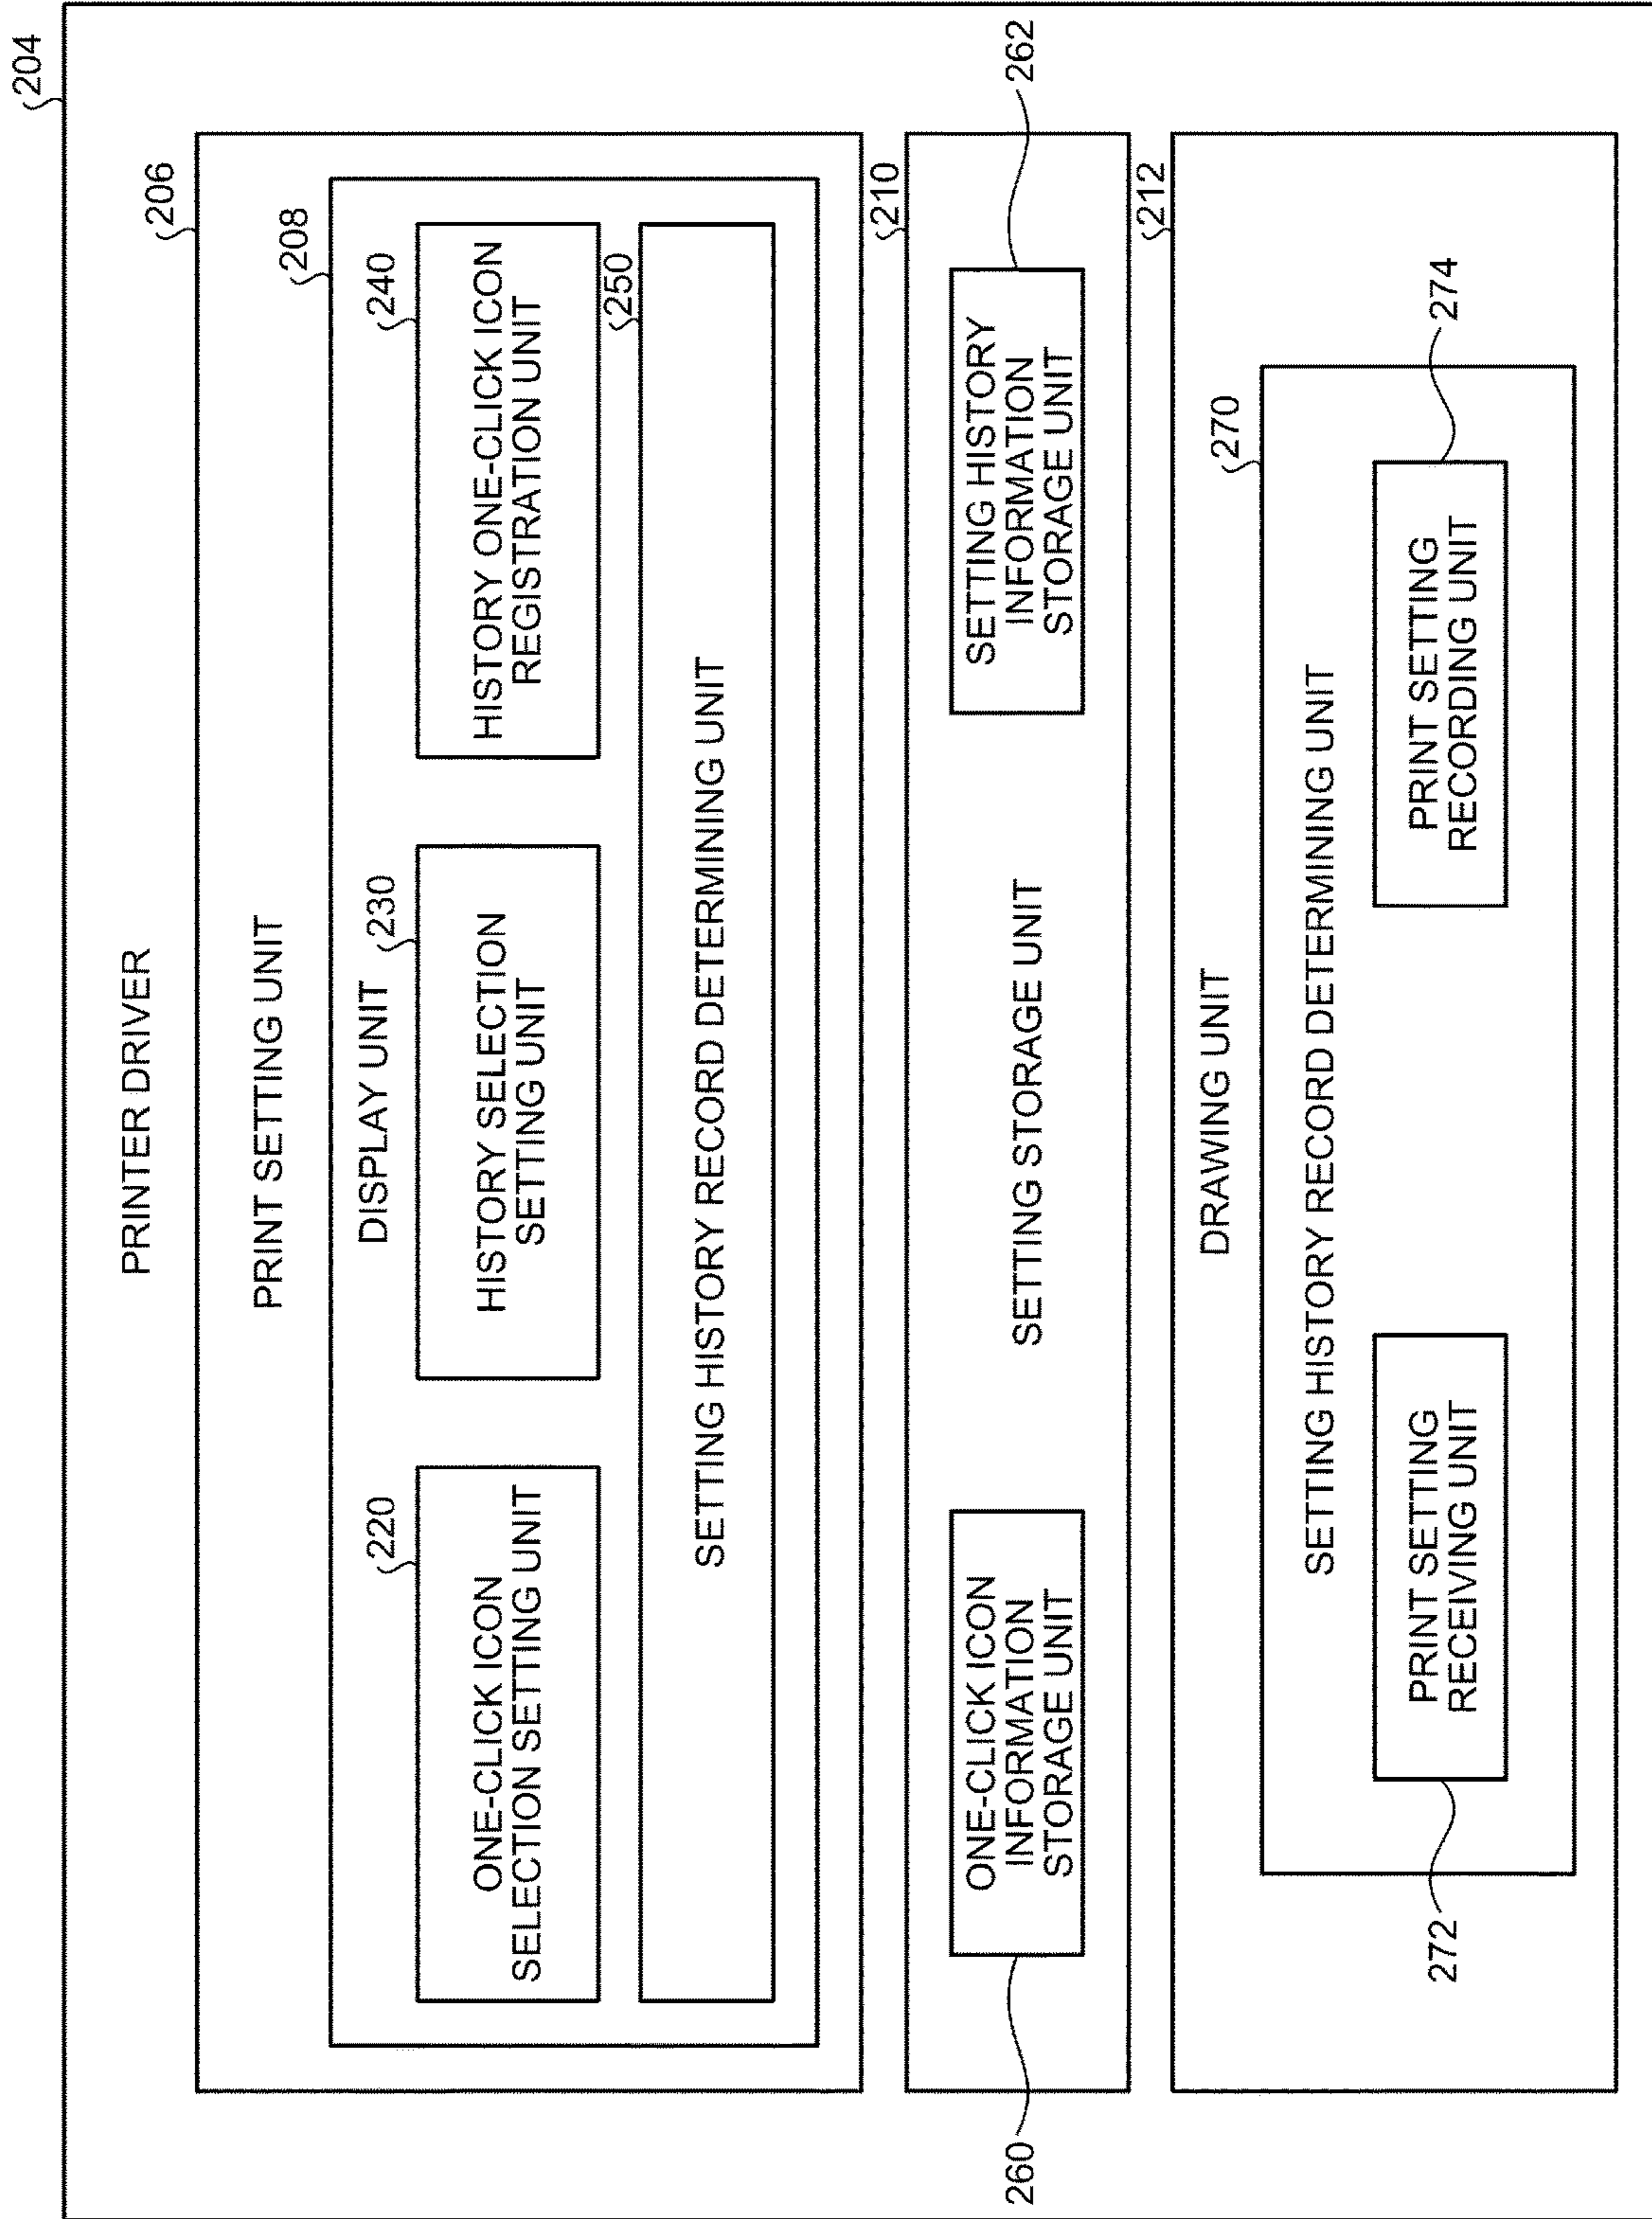 204
PRINTER DRIVER
206
PRINT SETTING UNIT
208
DISPLAY UNIT
220
ONE-CLICK ICON
SELECTION SETTING UNIT
230
HISTORY SELECTION
SETTING UNIT
240
HISTORY ONE-CLICK ICON
REGISTRATION UNIT
250
SETTING HISTORY RECORD DETERMINING UNIT
210
260
ONE-CLICK ICON
INFORMATION
STORAGE UNIT
SETTING STORAGE UNIT
SETTING HISTORY
INFORMATION
STORAGE UNIT
262
212
DRAWING UNIT
270
SETTING HISTORY RECORD DETERMINING UNIT
272
PRINT SETTING
RECEIVING UNIT
PRINT SETTING
RECORDING UNIT
274